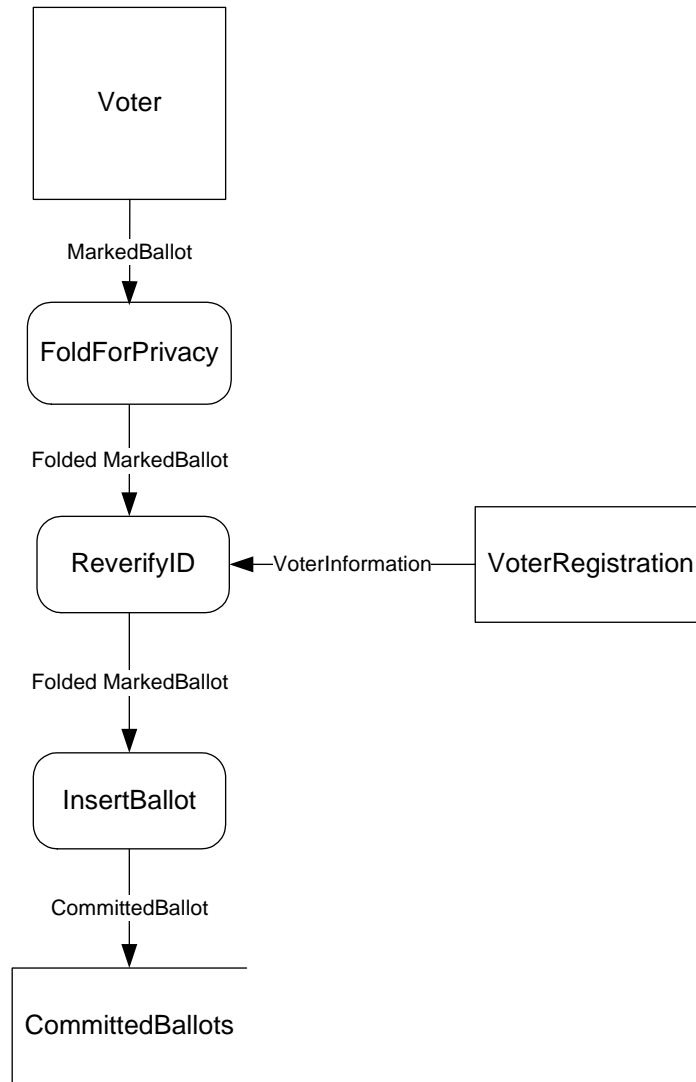 Voter
MarkedBallot
FoldForPrivacy
Folded MarkedBallot
ReverifyID
VoterInformation
VoterRegistration
Folded MarkedBallot
InsertBallot
CommittedBallot
CommittedBallots